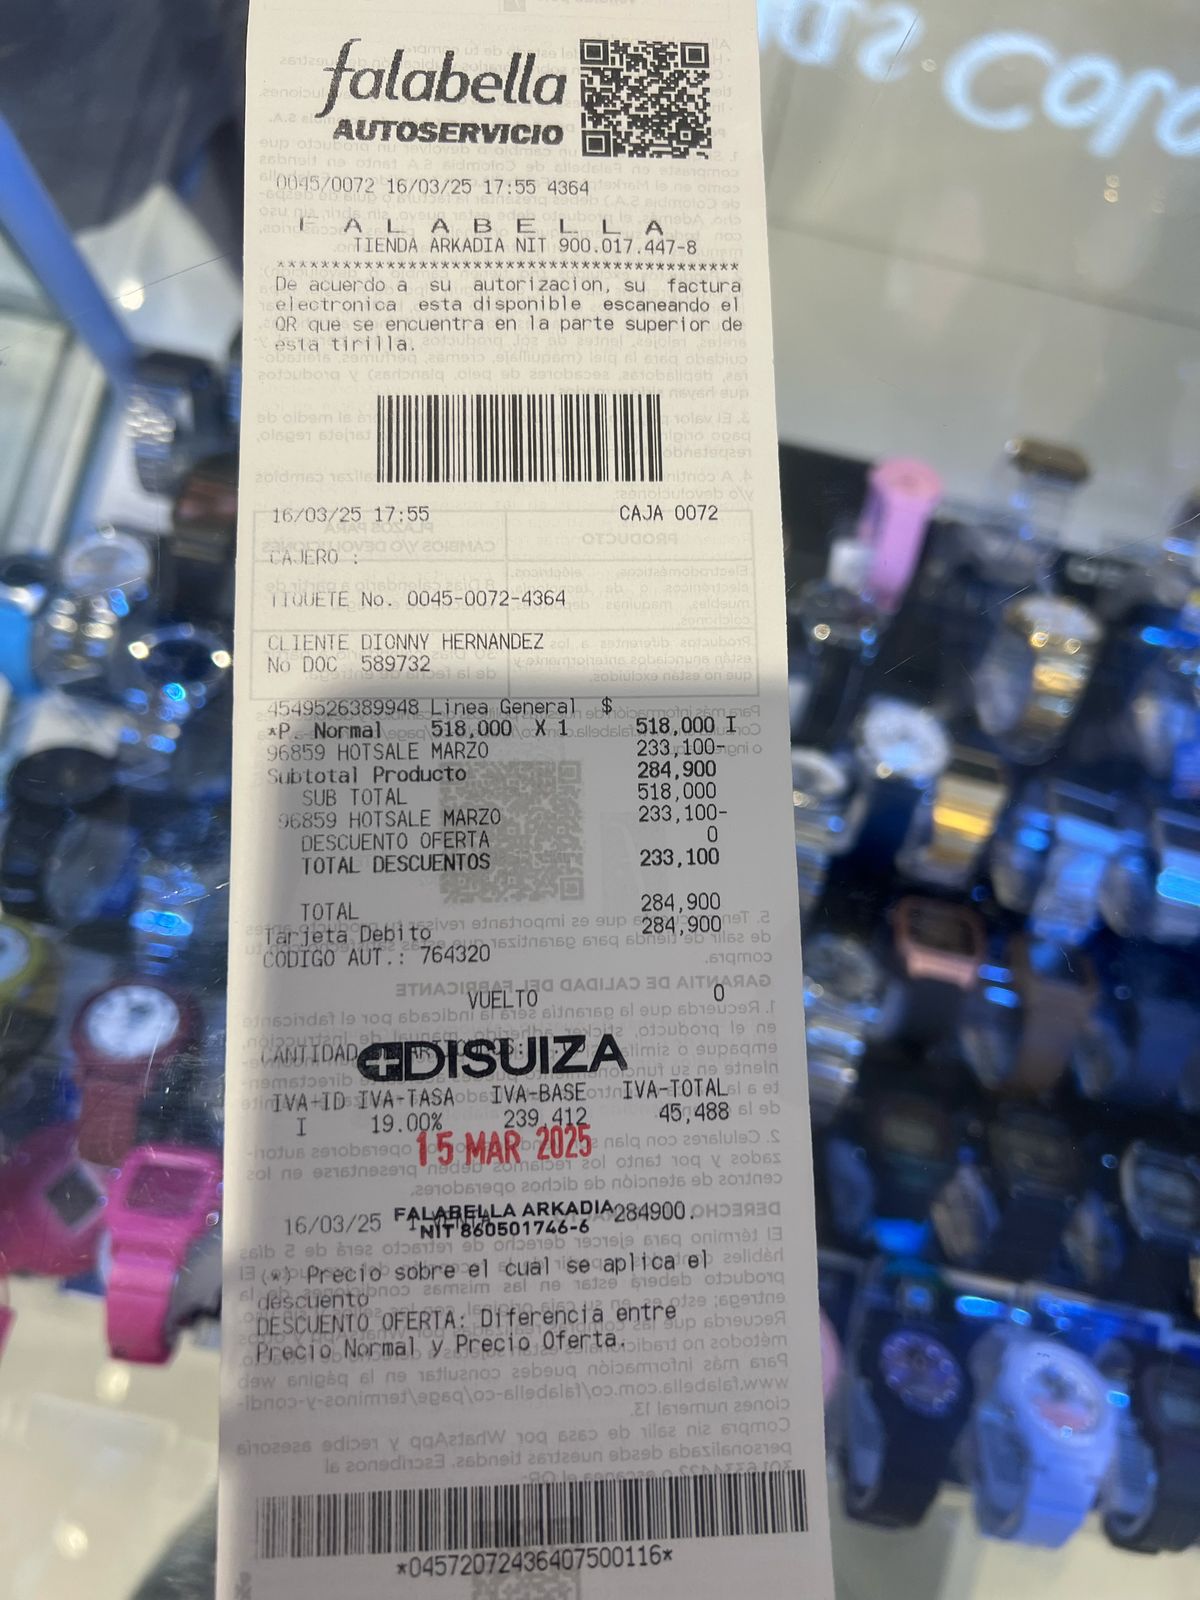 falabella
AUTOSERVICIO
0045/0072 16/03/25 17:55 4364
F A L A B E L L A
TIENDA ARKADIA NIT 900.017.447-8
****************************************
De acuerdo a su autorizacion, su factura
electronica esta disponible escaneando el
QR que se encuentra en la parte superior de
esta tirilla.
16/03/25 17:55 CAJA 0072
CAJERO :
TIQUETE No. 0045-0072-4364
CLIENTE DIONNY HERNANDEZ
No DOC 589732
4549526389948 Linea General $
*P. Normal 518,000 X 1 518,000 I
96859 HOTSALE MARZO 233,100-
Subtotal Producto 284,900
SUB TOTAL 518,000
96859 HOTSALE MARZO 233,100-
DESCUENTO OFERTA 0
TOTAL DESCUENTOS 233,100
TOTAL 284,900
Tarjeta Debito 284,900
CODIGO AUT.: 764320
VUELTO 0
CANTIDAD
DISUIZA
IVA-ID IVA-TASA IVA-BASE IVA-TOTAL
I 19.00% 239,412 45,488
15 MAR 2025
16/03/25 284900.
FALABELLA ARKADIA
NIT 860501746-6
(*) Precio sobre el cual se aplica el
descuento
DESCUENTO OFERTA: Diferencia entre
Precio Normal y Precio Oferta.
*04572072436407500116*